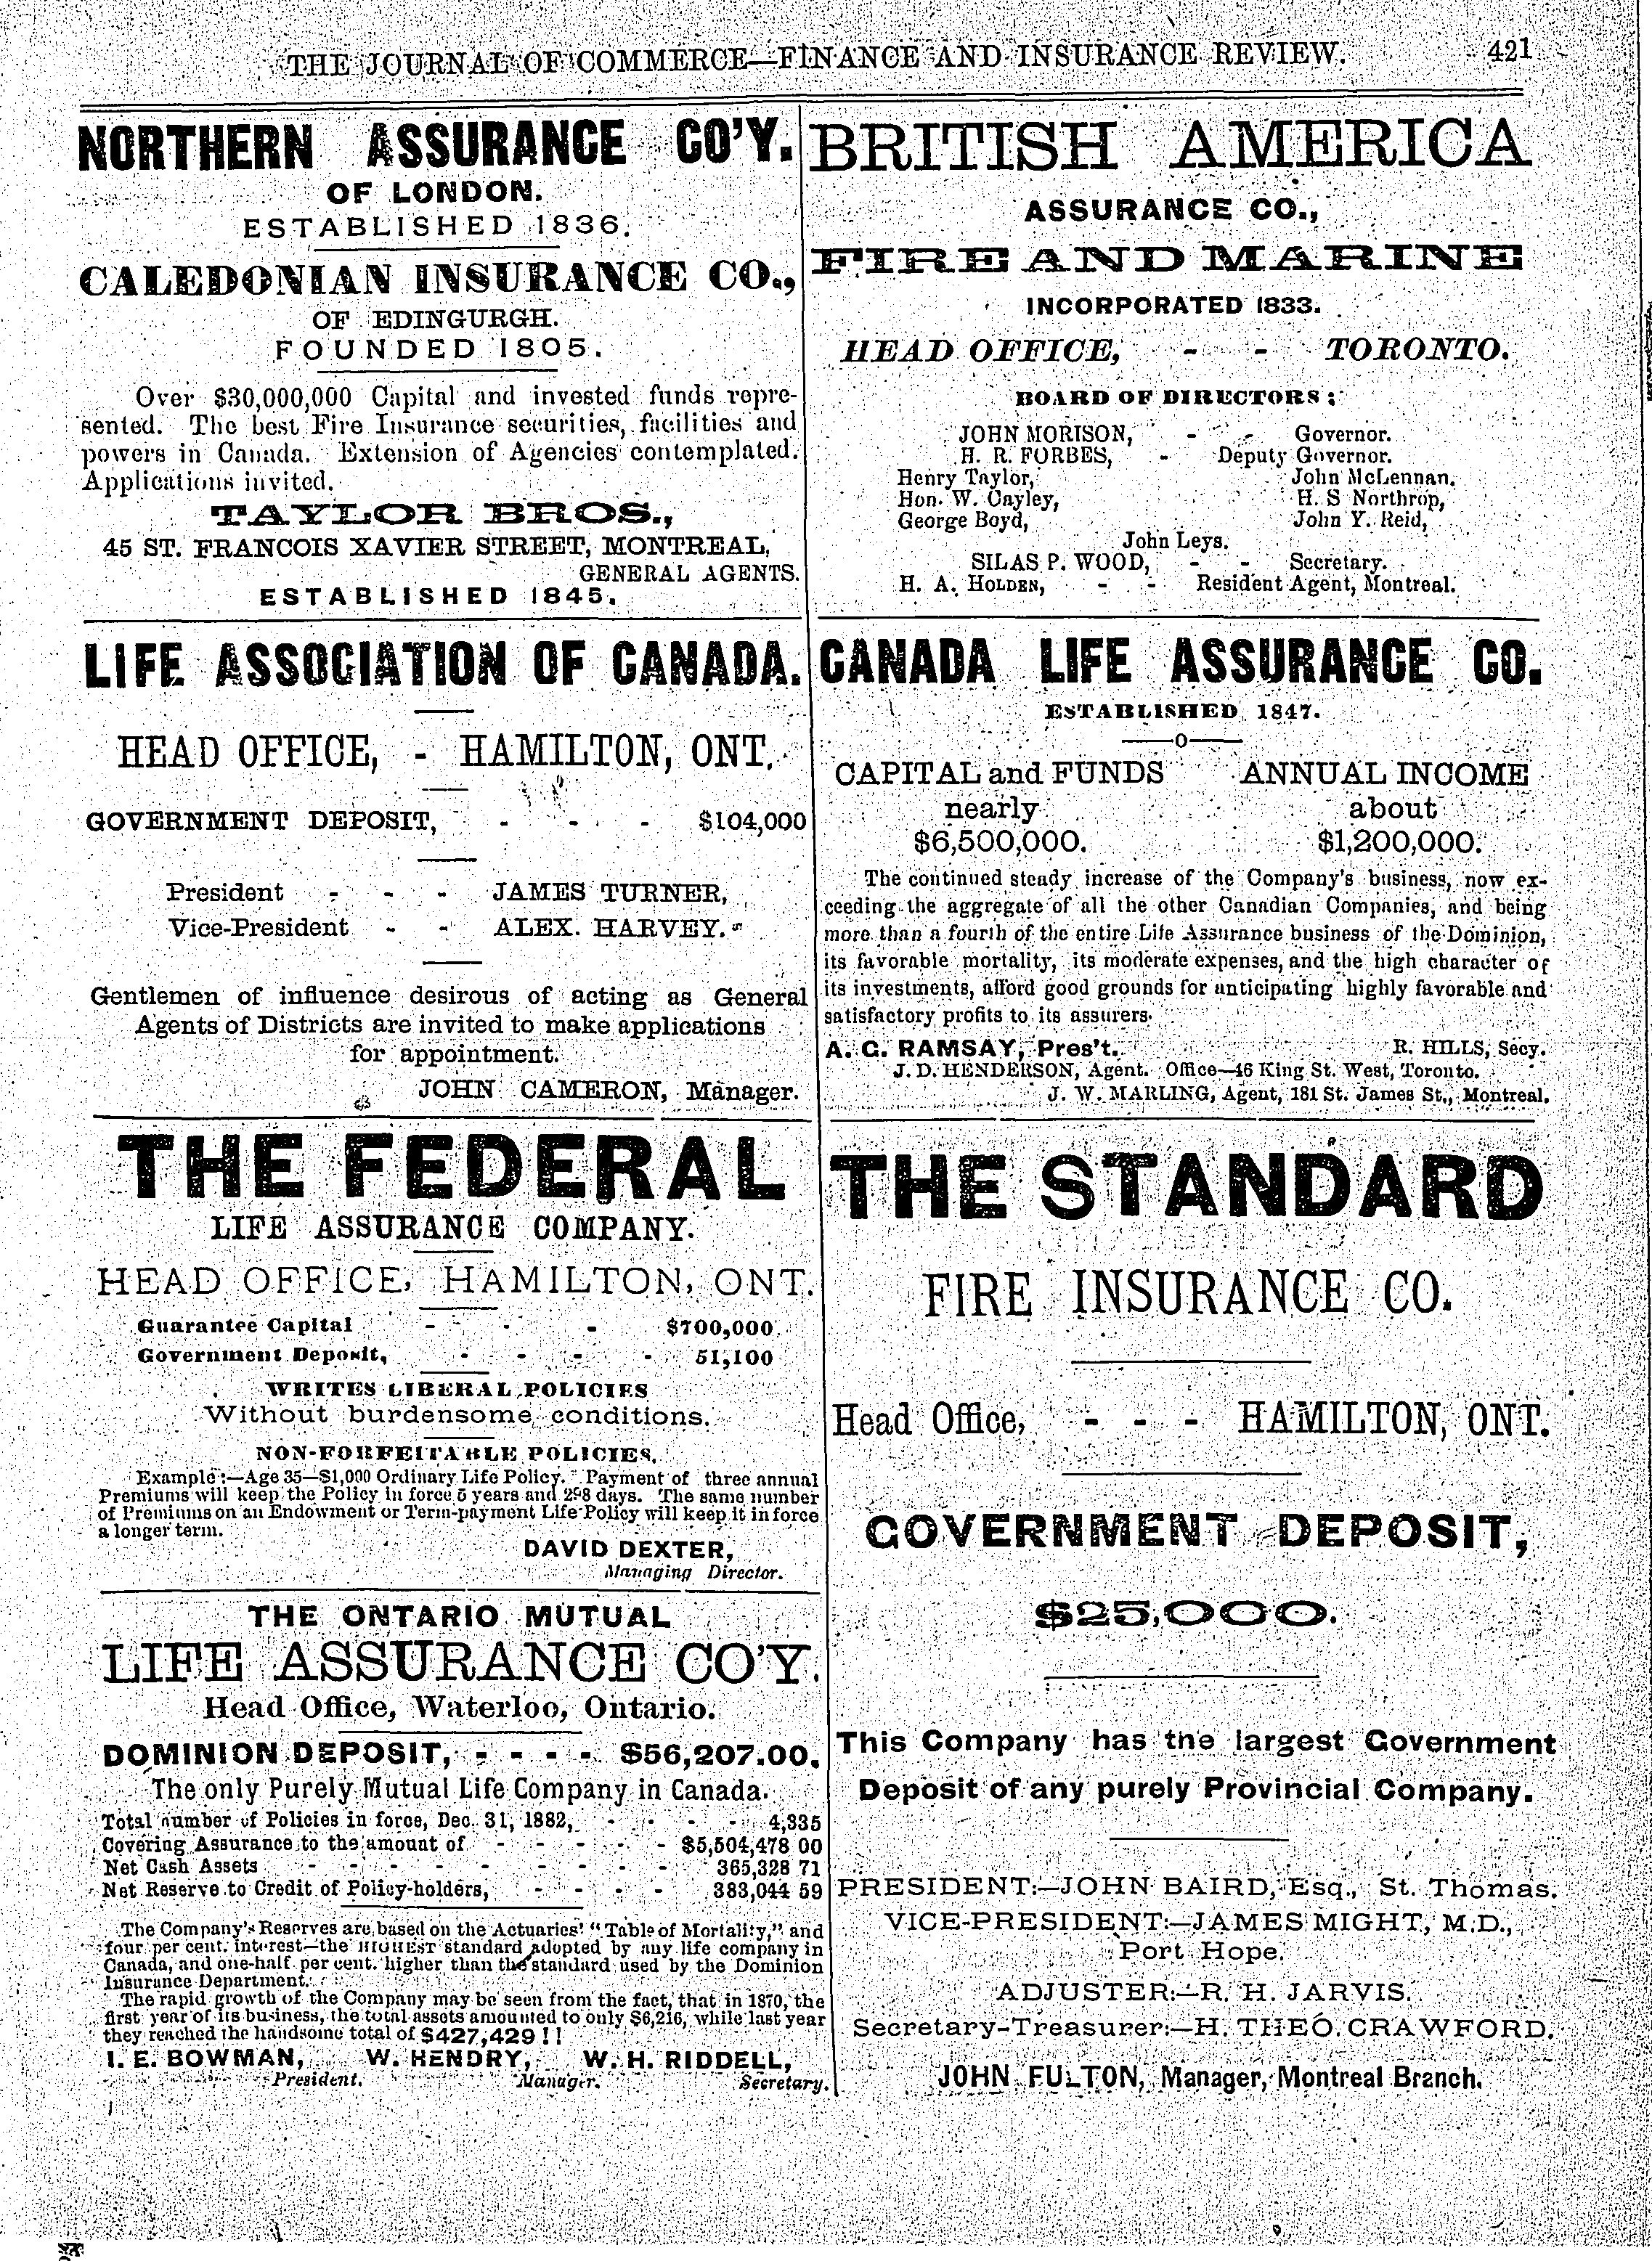 THE JOURNAL OF COMMERCE—FINANCE AND INSURANCE REVIEW. 421
NORTHERN ASSURANCE CO'Y.
OF LONDON.
ESTABLISHED 1836.
CALEDONIAN INSURANCE CO.,
OF EDINGURGH.
FOUNDED 1805.
Over $30,000,000 Capital and invested funds repre-
sented. The best Fire Insurance securities, facilities and
powers in Canada. Extension of Agencies contemplated.
Applications invited.
TAYLOR BROS.,
45 ST. FRANCOIS XAVIER STREET, MONTREAL,
GENERAL AGENTS.
ESTABLISHED 1845.
LIFE ASSOCIATION OF CANADA.
HEAD OFFICE, - HAMILTON, ONT.
GOVERNMENT DEPOSIT, - - - $104,000
President - - - JAMES TURNER,
Vice-President - - ALEX. HARVEY.
Gentlemen of influence desirous of acting as General
Agents of Districts are invited to make applications
for appointment.
JOHN CAMERON, Manager.
THE FEDERAL
LIFE ASSURANCE COMPANY.
HEAD OFFICE, HAMILTON, ONT.
Guarantee Capital - - - $700,000
Government Deposit, - - - - 51,100
WRITES LIBERAL POLICIES
Without burdensome conditions.
NON-FORFEITABLE POLICIES.
Example:—Age 35—$1,000 Ordinary Life Policy. Payment of three annual
Premiums will keep the Policy in force 5 years and 298 days. The same number
of Premiums on an Endowment or Term-payment Life Policy will keep it in force
a longer term.
DAVID DEXTER,
Managing Director.
THE ONTARIO MUTUAL
LIFE ASSURANCE CO'Y.
Head Office, Waterloo, Ontario.
DOMINION DEPOSIT, - - - - $56,207.00.
The only Purely Mutual Life Company in Canada.
Total number of Policies in force, Dec. 31, 1882, - - - - 4,335
Covering Assurance to the amount of - - - - - $5,504,478 00
Net Cash Assets - - - - - - - - - 365,328 71
Net Reserve to Credit of Policy-holders, - - - - 383,044 59
The Company's Reserves are based on the Actuaries' "Table of Mortality," and
four per cent. interest—the HIGHEST standard adopted by any life company in
Canada, and one-half per cent. higher than the standard used by the Dominion
Insurance Department.
The rapid growth of the Company may be seen from the fact, that in 1870, the
first year of its business, the total assets amounted to only $6,216, while last year
they reached the handsome total of $427,429!!
I. E. BOWMAN, W. HENDRY, W. H. RIDDELL,
President. Manager. Secretary.
BRITISH AMERICA
ASSURANCE CO.,
FIRE AND MARINE
INCORPORATED 1833.
HEAD OFFICE, - - TORONTO.
BOARD OF DIRECTORS:
JOHN MORISON, - - Governor.
H. R. FORBES, - Deputy Governor.
Henry Taylor, John McLennan.
Hon. W. Cayley, H. S Northrop,
George Boyd, John Y. Reid,
John Leys.
SILAS P. WOOD, - - Secretary.
H. A. HOLDEN, - - Resident Agent, Montreal.
CANADA LIFE ASSURANCE CO.
ESTABLISHED 1847.
CAPITAL and FUNDS ANNUAL INCOME
nearly about
$6,500,000. $1,200,000.
The continued steady increase of the Company's business, now ex-
ceeding the aggregate of all the other Canadian Companies, and being
more than a fourth of the entire Life Assurance business of the Dominion,
its favorable mortality, its moderate expenses, and the high character of
its investments, afford good grounds for anticipating highly favorable and
satisfactory profits to its assurers.
A. G. RAMSAY, Pres't. R. HILLS, Secy.
J. D. HENDERSON, Agent. Office—46 King St. West, Toronto.
J. W. MARLING, Agent, 181 St. James St., Montreal.
THE STANDARD
FIRE INSURANCE CO.
Head Office, - - - HAMILTON, ONT.
GOVERNMENT DEPOSIT,
$25,000.
This Company has the largest Government
Deposit of any purely Provincial Company.
PRESIDENT:—JOHN BAIRD, Esq., St. Thomas.
VICE-PRESIDENT:—JAMES MIGHT, M.D.,
Port Hope.
ADJUSTER:—R. H. JARVIS.
Secretary-Treasurer:—H. THEO. CRAWFORD.
JOHN FULTON, Manager, Montreal Branch.